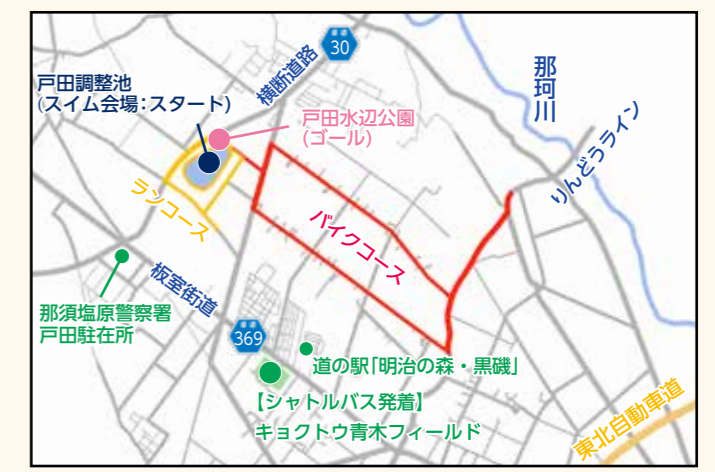 県道
30
横断道路
戸田調整池
(スイム会場:スタート)
戸田水辺公園
(ゴール)
那珂川
りんどうライン
ランコース
バイクコース
板室街道
那須塩原警察署
戸田駐在所
県道
369
道の駅「明治の森・黒磯」
【シャトルバス発着】
キョクトウ青木フィールド
東北自動車道